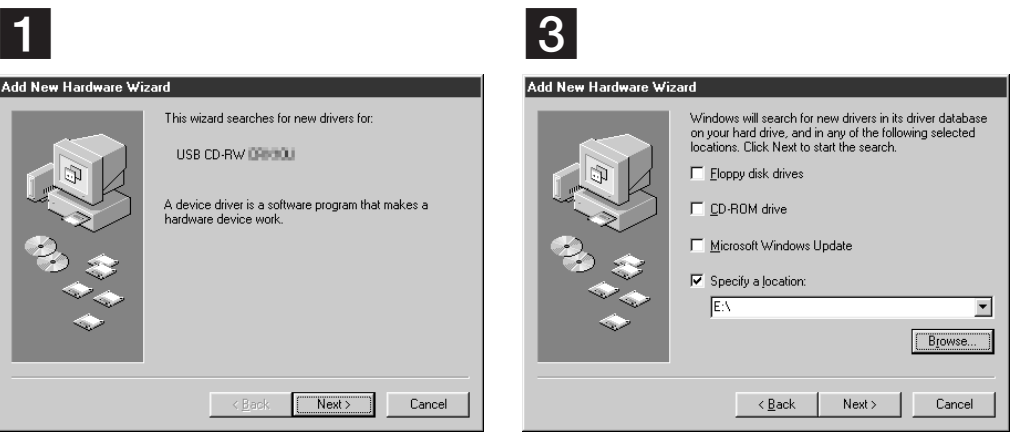 1
Add New Hardware Wizard
This wizard searches for new drivers for:
USB CD-RW
A device driver is a software program that makes a
hardware device work.
< Back
Next >
Cancel
3
Add New Hardware Wizard
Windows will search for new drivers in its driver database
on your hard drive, and in any of the following selected
locations. Click Next to start the search.
Floppy disk drives
CD-ROM drive
Microsoft Windows Update
Specify a location:
E:\
Browse...
< Back
Next >
Cancel